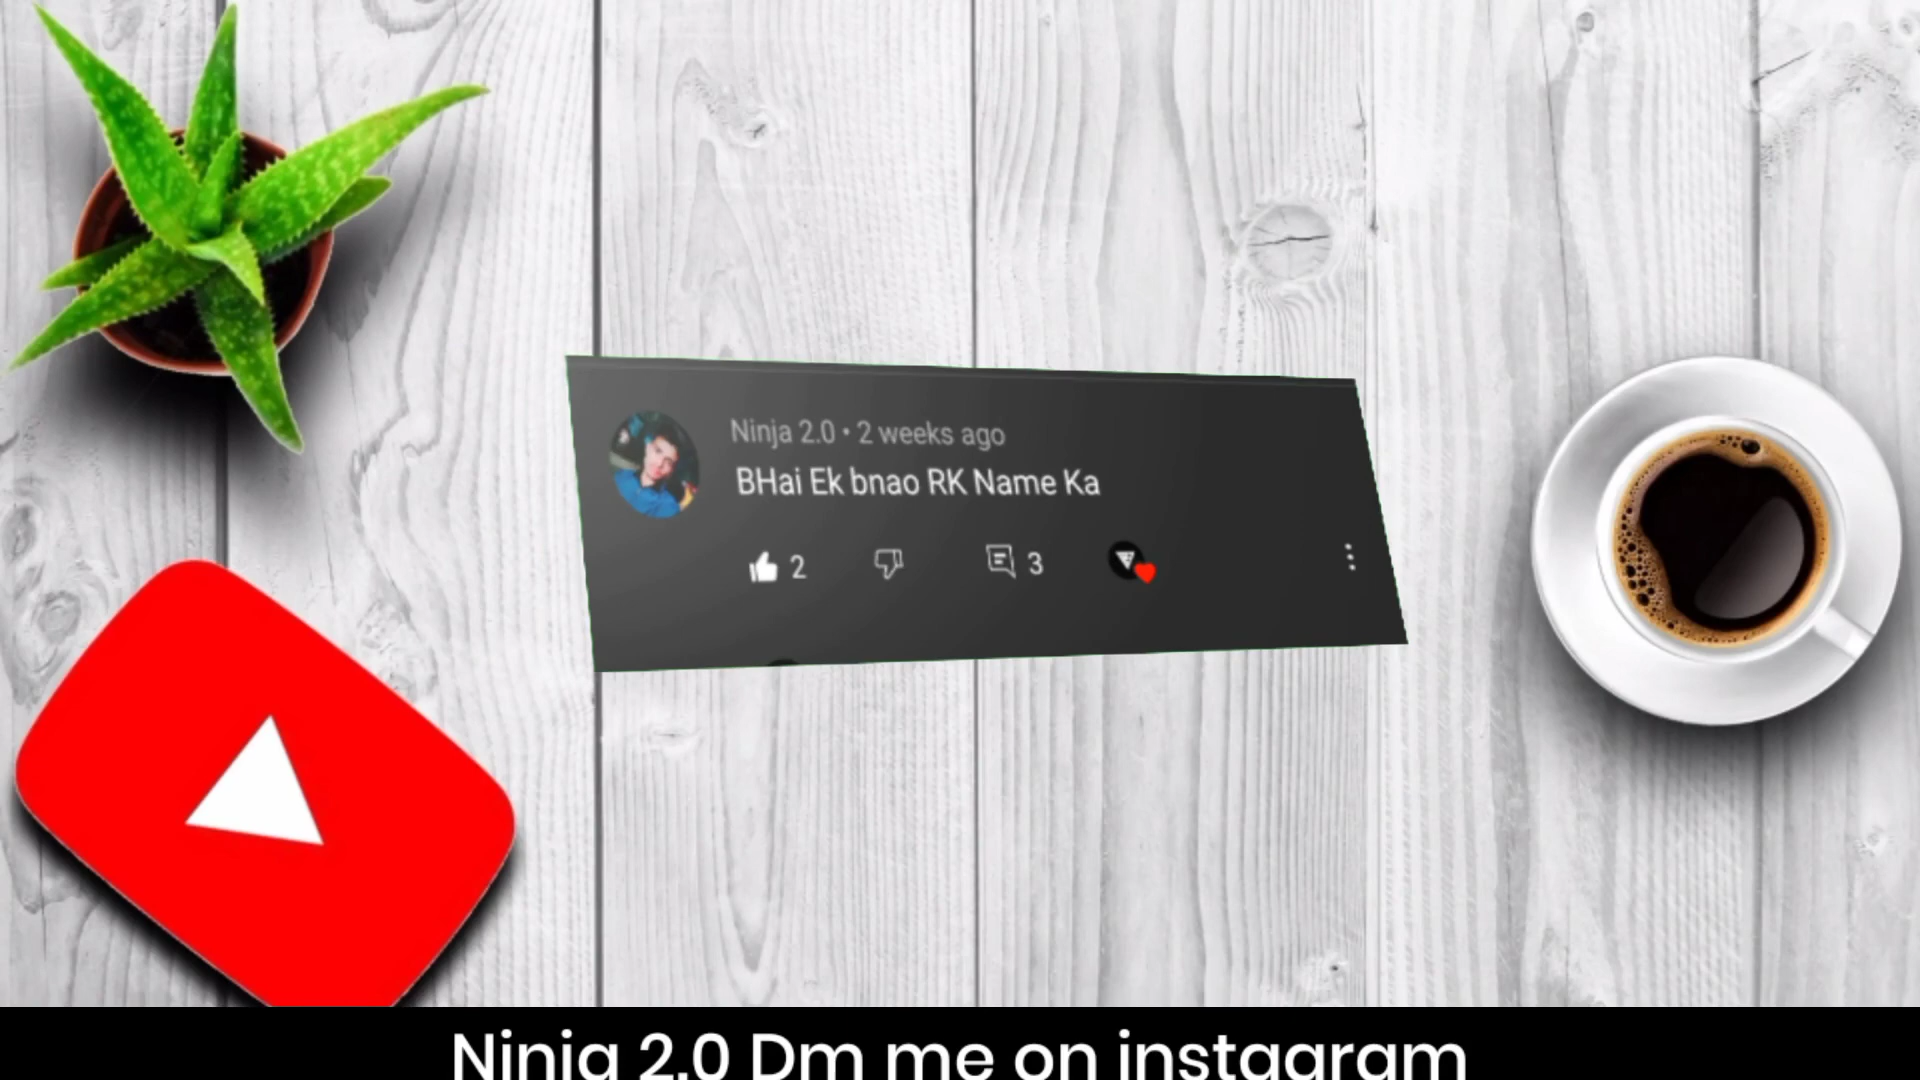 Ninja 2.0 • 2 weeks ago
BHai Ek bnao RK Name Ka
2
3
Ninja 2.0 Dm me on instagram